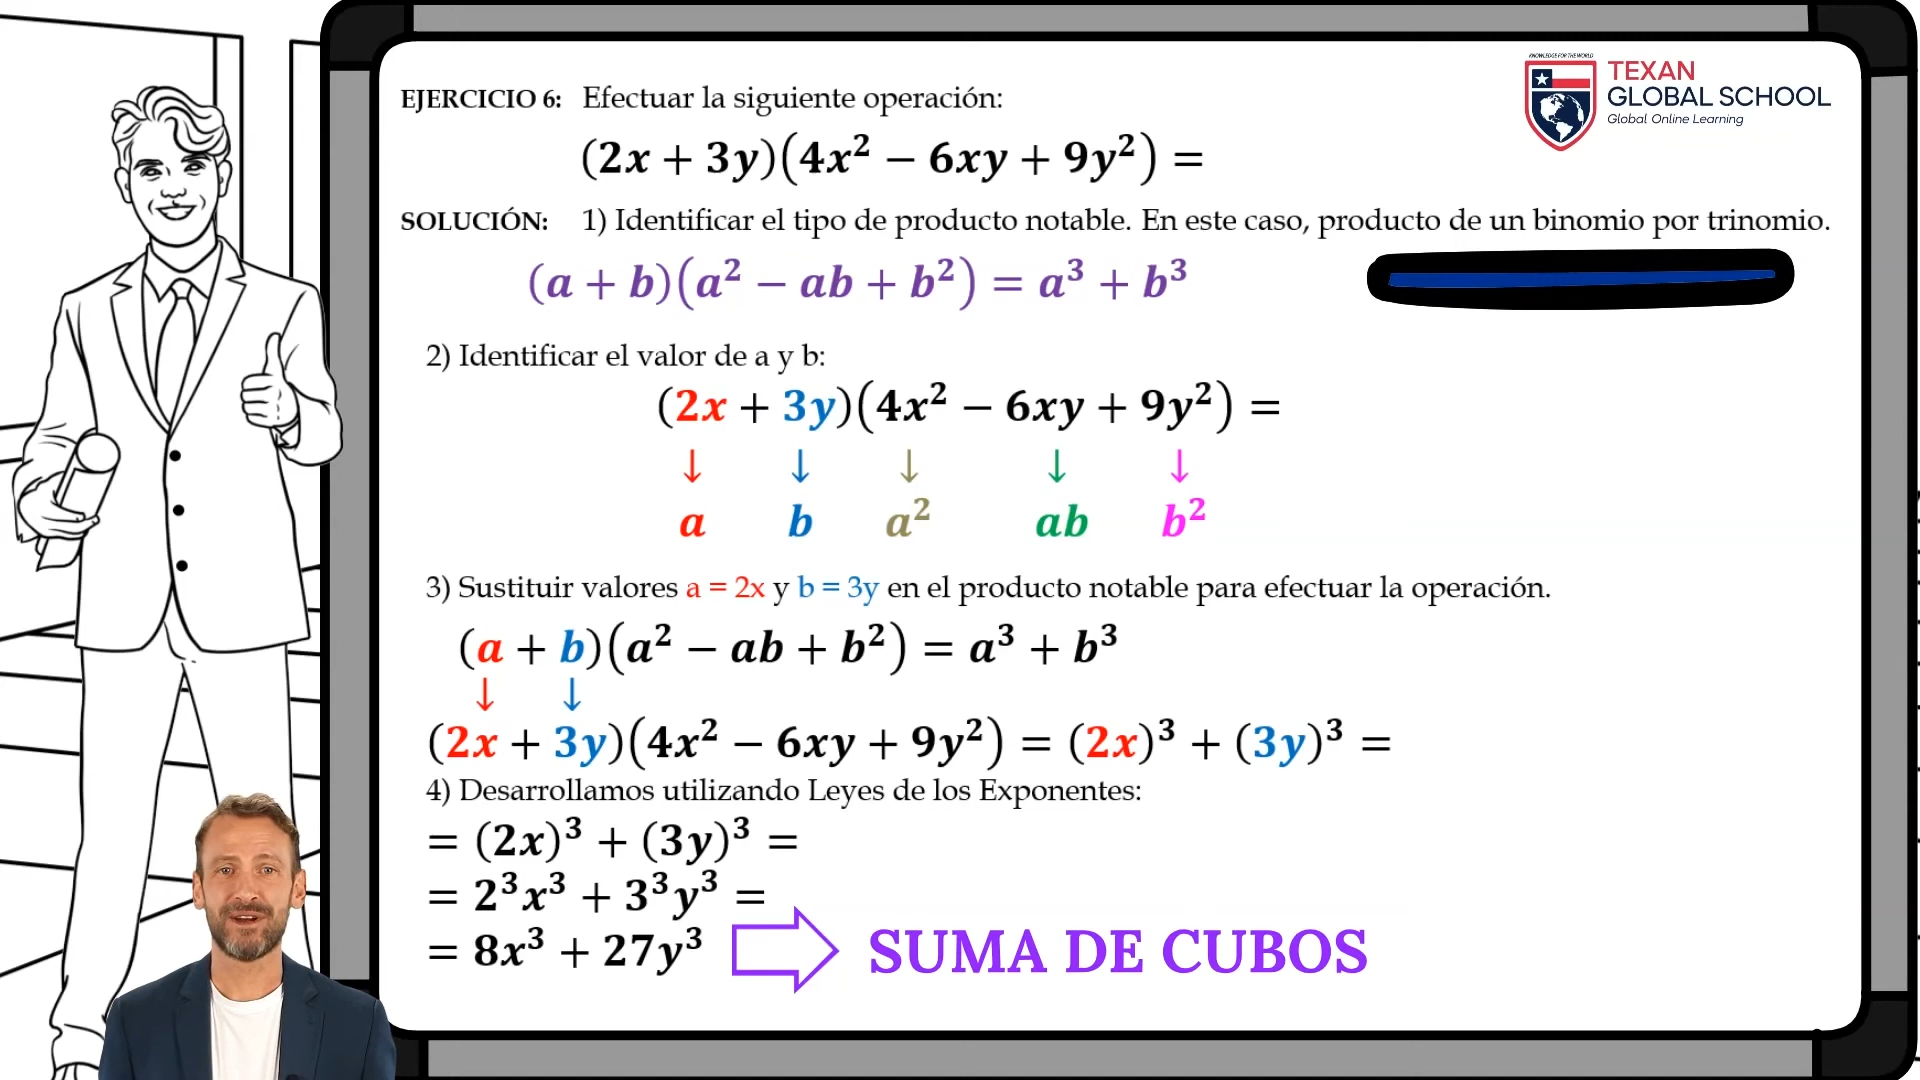 KNOWLEDGE FOR THE WORLD
TEXAN
GLOBAL SCHOOL
Global Online Learning
EJERCICIO 6: Efectuar la siguiente operación:
(2x + 3y)(4x² − 6xy + 9y²) =
SOLUCIÓN: 1) Identificar el tipo de producto notable. En este caso, producto de un binomio por trinomio.
(a + b)(a² − ab + b²) = a³ + b³
2) Identificar el valor de a y b:
(2x + 3y)(4x² − 6xy + 9y²) =
↓ ↓ ↓ ↓ ↓
a b a² ab b²
3) Sustituir valores a = 2x y b = 3y en el producto notable para efectuar la operación.
(a + b)(a² − ab + b²) = a³ + b³
↓ ↓
(2x + 3y)(4x² − 6xy + 9y²) = (2x)³ + (3y)³ =
4) Desarrollamos utilizando Leyes de los Exponentes:
= (2x)³ + (3y)³ =
= 2³x³ + 3³y³ =
= 8x³ + 27y³
SUMA DE CUBOS